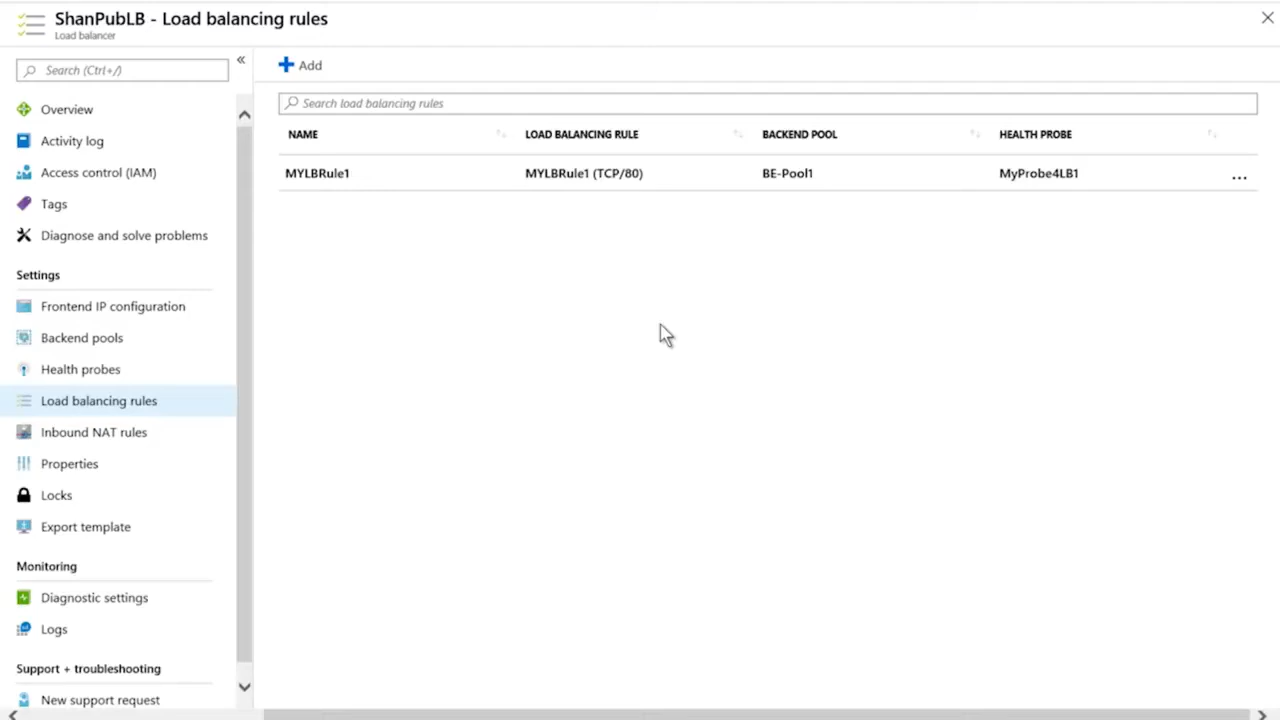 ShanPubLB - Load balancing rules
Load balancer
Search (Ctrl+/)
«
Overview
Activity log
Access control (IAM)
Tags
Diagnose and solve problems
Settings
Frontend IP configuration
Backend pools
Health probes
Load balancing rules
Inbound NAT rules
Properties
Locks
Export template
Monitoring
Diagnostic settings
Logs
Support + troubleshooting
New support request
Add
Search load balancing rules
NAME LOAD BALANCING RULE BACKEND POOL HEALTH PROBE
MYLBRule1 MYLBRule1 (TCP/80) BE-Pool1 MyProbe4LB1 ...